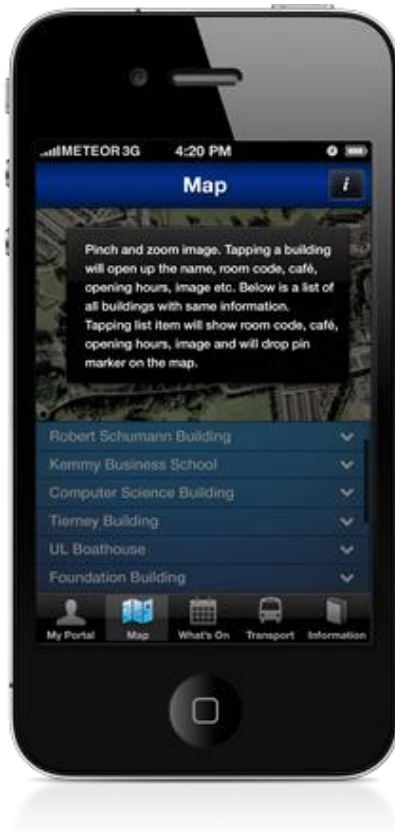 METEOR 3G 4:20 PM
Map
i
Pinch and zoom image. Tapping a building
will open up the name, room code, café,
opening hours, image etc. Below is a list of
all buildings with same information.
Tapping list item will show room code, café,
opening hours, image and will drop pin
marker on the map.
Robert Schumann Building
Kemmy Business School
Computer Science Building
Tierney Building
UL Boathouse
Foundation Building
My Portal Map What's On Transport Information